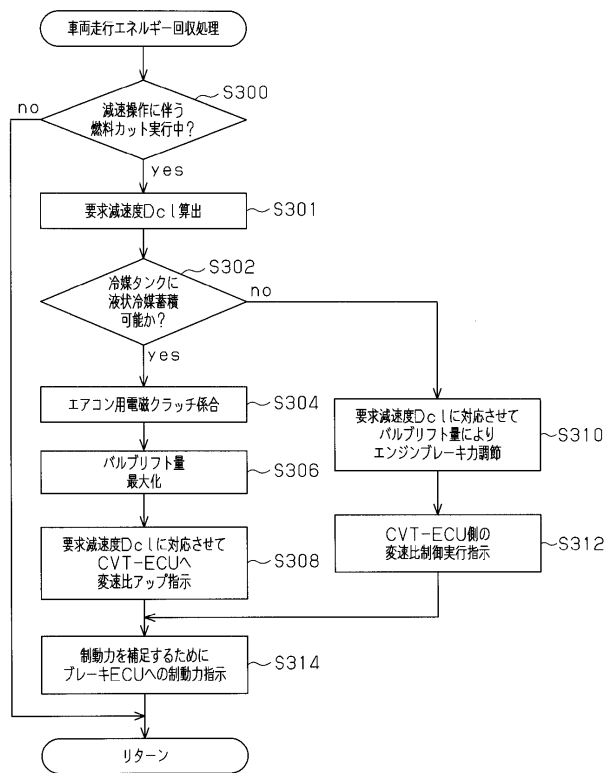 車両走行エネルギー回収処理
S300
no
減速操作に伴う
燃料カット実行中？
yes
要求減速度Dcl算出
S301
S302
冷媒タンクに
液状冷媒蓄積
可能か？
no
yes
エアコン用電磁クラッチ係合
S304
要求減速度Dclに対応させて
バルブリフト量により
エンジンブレーキ力調節
S310
バルブリフト量
最大化
S306
要求減速度Dclに対応させて
CVT-ECUへ
変速比アップ指示
S308
CVT-ECU側の
変速比制御実行指示
S312
制動力を補足するために
ブレーキECUへの制動力指示
S314
リターン